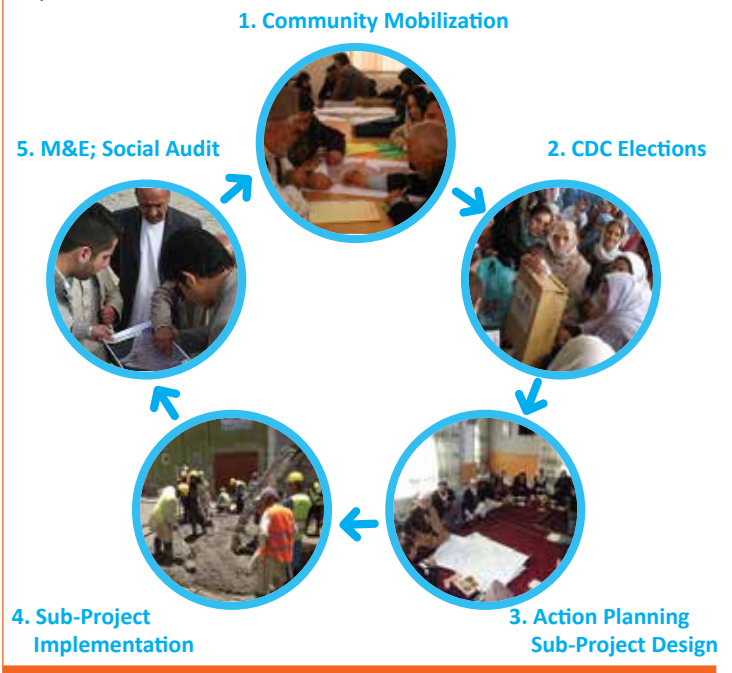 1. Community Mobilization
5. M&E; Social Audit
2. CDC Elections
4. Sub-Project
Implementation
3. Action Planning
Sub-Project Design